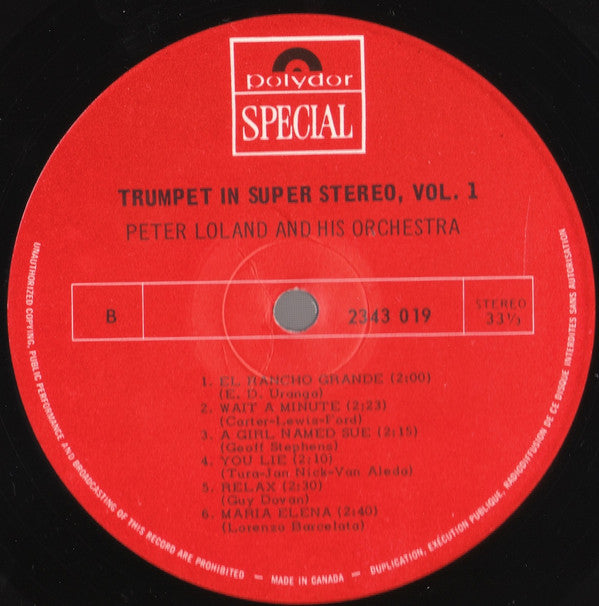 polydor
SPECIAL
TRUMPET IN SUPER STEREO, VOL. 1
PETER LOLAND AND HIS ORCHESTRA
B
2343 019
STEREO
33⅓
1. EL RANCHO GRANDE (2:00)
(E. D. Uranga)
2. WAIT A MINUTE (2:23)
(Carter-Lewis-Ford)
3. A GIRL NAMED SUE (2:15)
(Geoff Stephens)
4. YOU LIE (2:10)
(Tura-Jan Nick-Van Aleda)
5. RELAX (2:30)
(Guy Dovan)
6. MARIA ELENA (2:40)
(Lorenzo Barcelata)
UNAUTHORIZED COPYING, PUBLIC PERFORMANCE AND BROADCASTING OF THIS RECORD ARE PROHIBITED — MADE IN CANADA — DUPLICATION, EXÉCUTION PUBLIQUE, RADIODIFFUSION DE CE DISQUE INTERDITES SANS AUTORISATION.